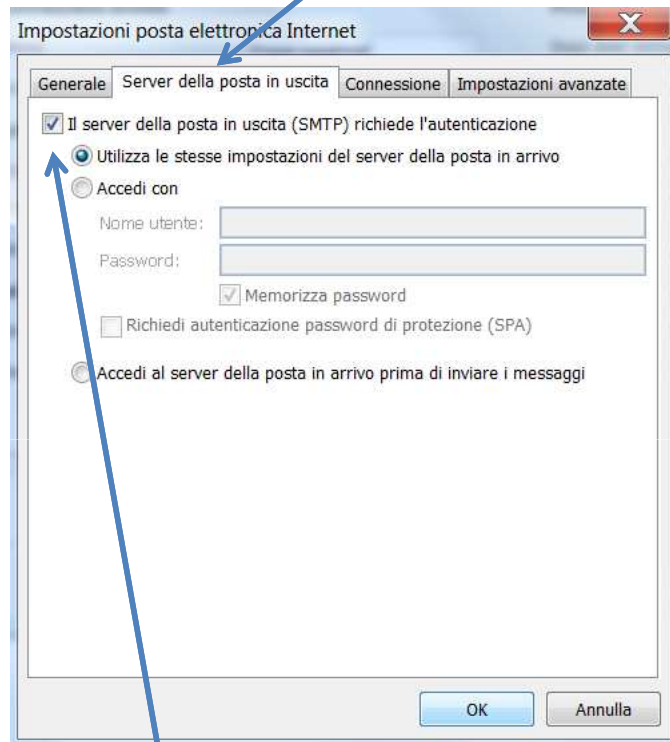 Impostazioni posta elettronica Internet
Generale Server della posta in uscita Connessione Impostazioni avanzate
Il server della posta in uscita (SMTP) richiede l'autenticazione
Utilizza le stesse impostazioni del server della posta in arrivo
Accedi con
Nome utente:
Password:
Memorizza password
Richiedi autenticazione password di protezione (SPA)
Accedi al server della posta in arrivo prima di inviare i messaggi
OK Annulla